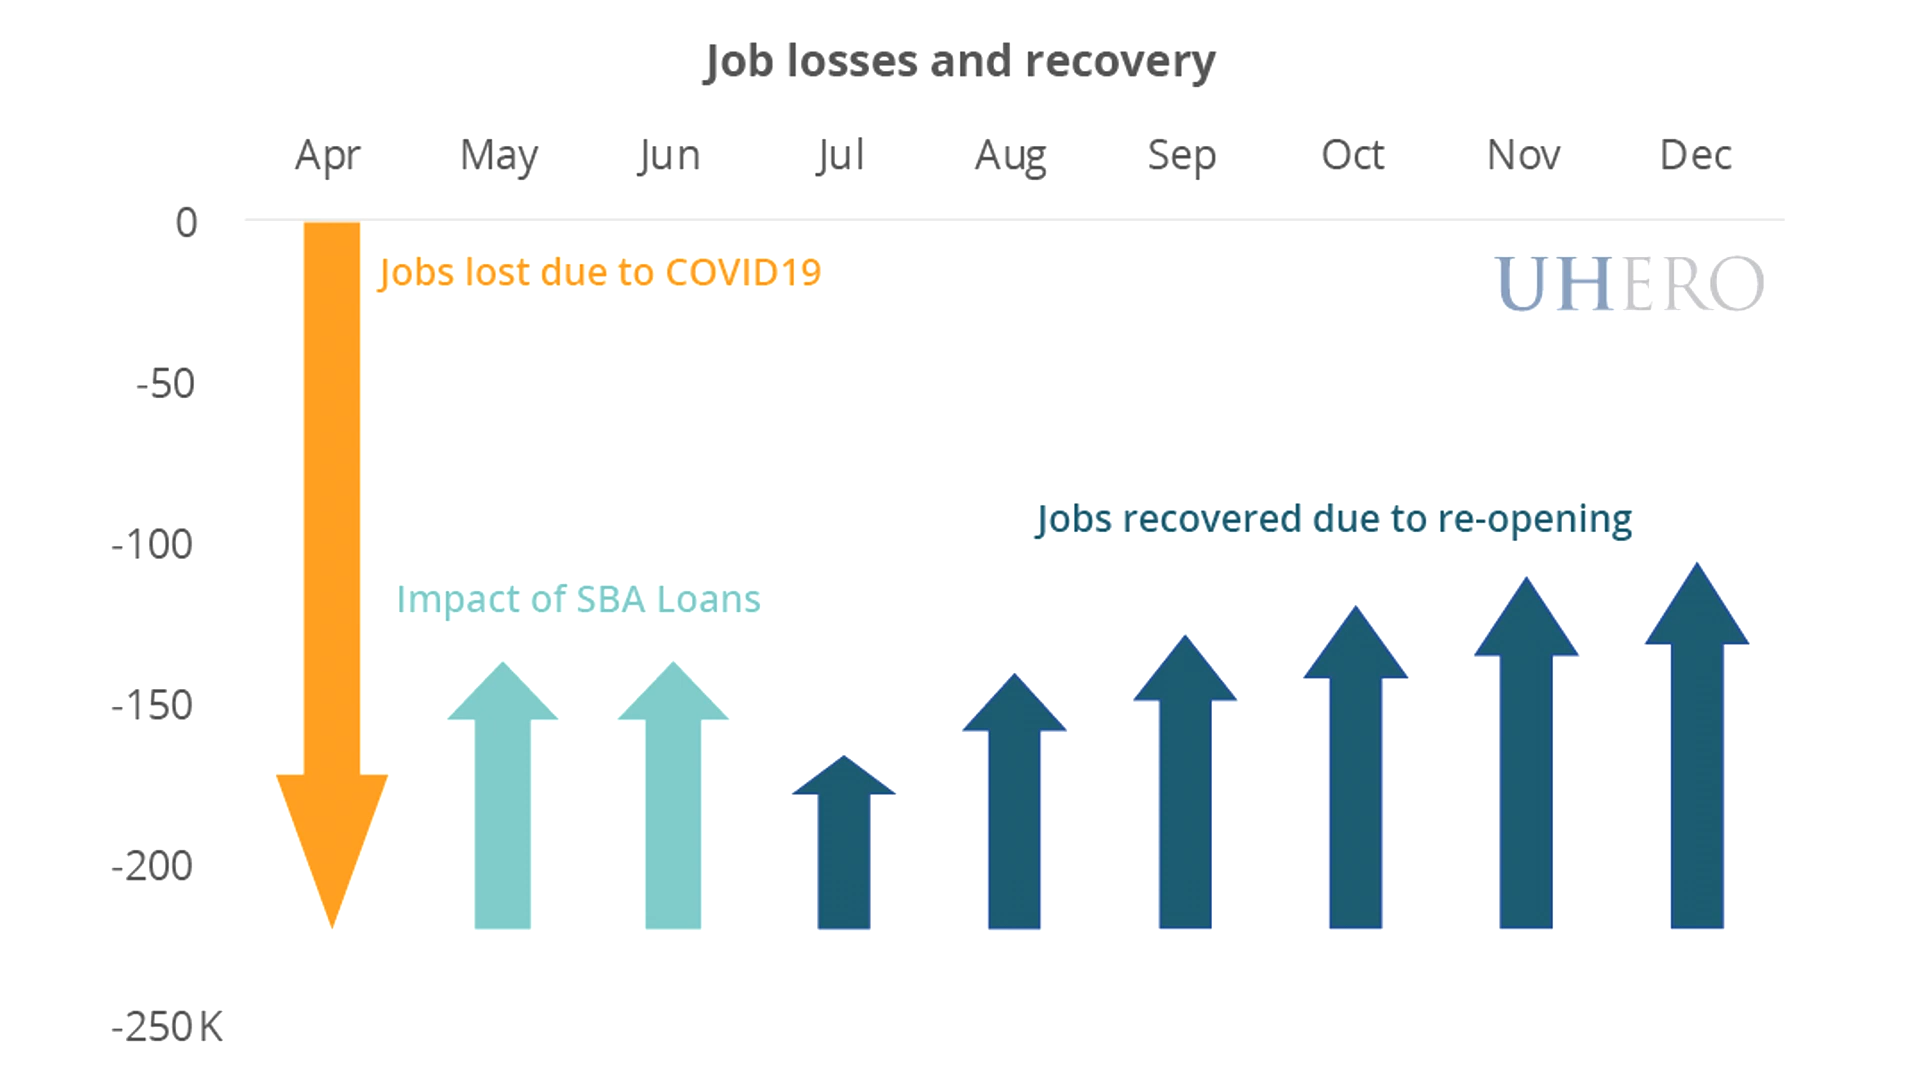 Job losses and recovery
Apr May Jun Jul Aug Sep Oct Nov Dec
0
Jobs lost due to COVID19
UHERO
-50
-100
Jobs recovered due to re-opening
Impact of SBA Loans
-150
-200
-250K